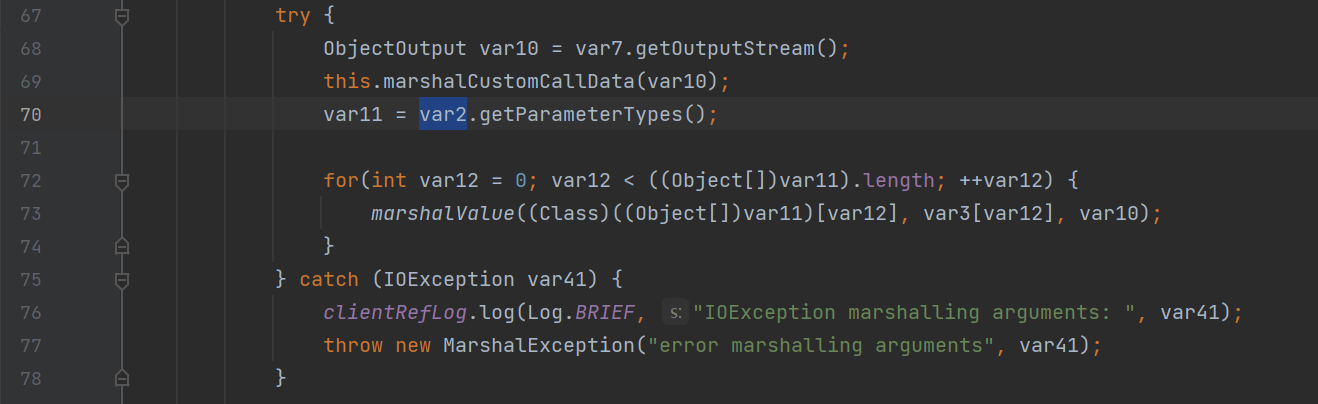 67 try {
68 ObjectOutput var10 = var7.getOutputStream();
69 this.marshalCustomCallData(var10);
70 var11 = var2.getParameterTypes();
71
72 for(int var12 = 0; var12 < ((Object[])var11).length; ++var12) {
73 marshalValue((Class)((Object[])var11)[var12], var3[var12], var10);
74 }
75 } catch (IOException var41) {
76 clientRefLog.log(Log.BRIEF, s: "IOException marshalling arguments: ", var41);
77 throw new MarshalException("error marshalling arguments", var41);
78 }